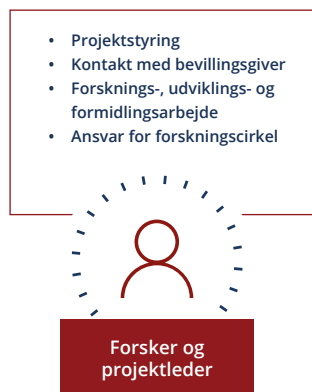 • Projektstyring
• Kontakt med bevillingsgiver
• Forsknings-, udviklings- og
formidlingsarbejde
• Ansvar for forskningscirkel
Forsker og
projektleder